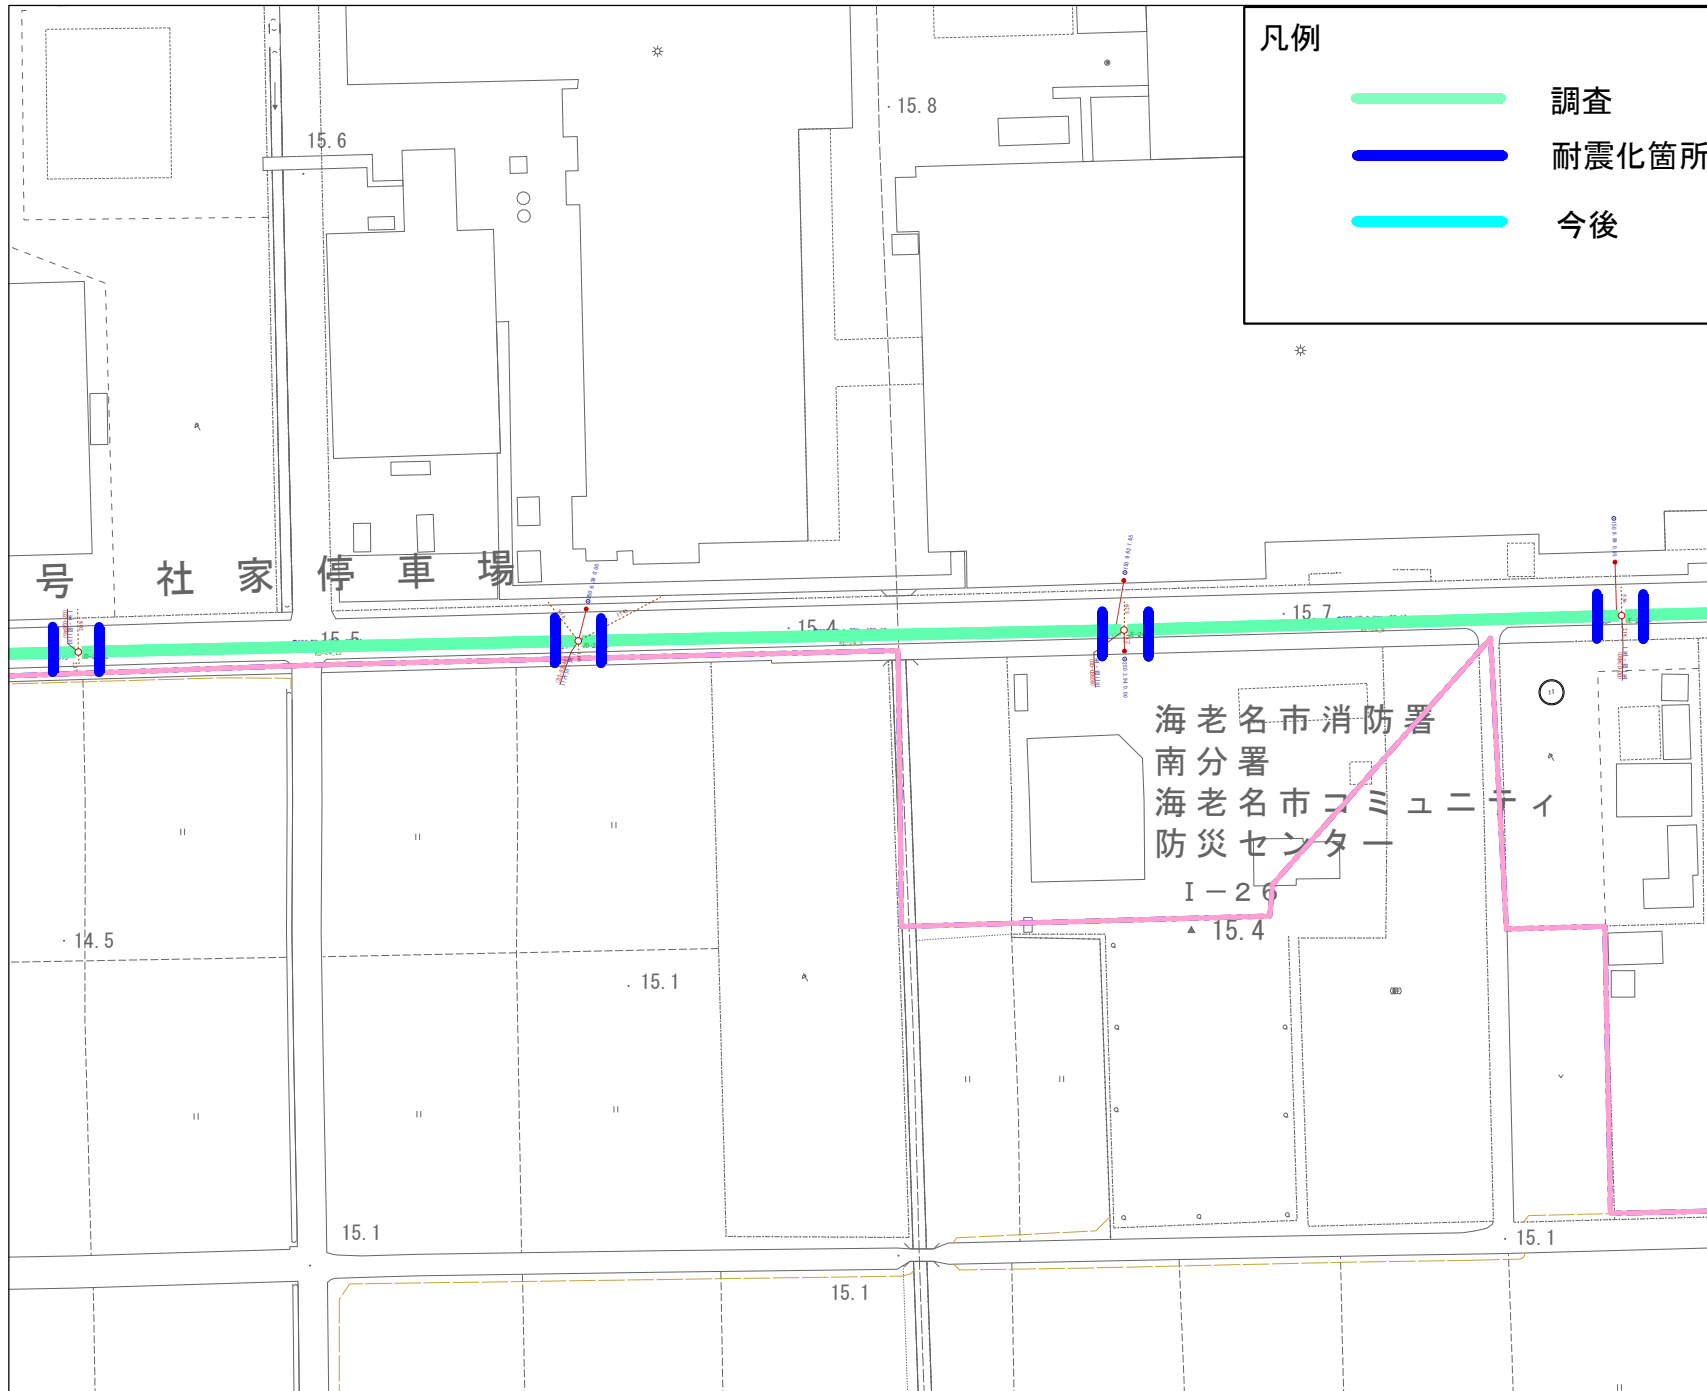 凡例
調査
耐震化箇所
今後
15.8
15.6
号 社家停車場
15.7
15.4
15.5
海老名市消防署
南分署
海老名市コミュニティ
防災センター
I－26
15.4
14.5
15.1
15.1
15.1
15.1